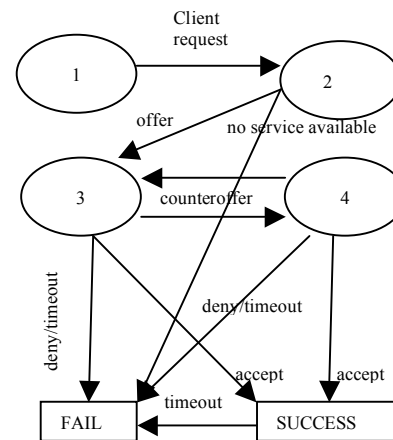 Client
request
1
2
offer
no service available
3
counteroffer
4
deny/timeout
deny/timeout
accept
accept
timeout
FAIL
SUCCESS